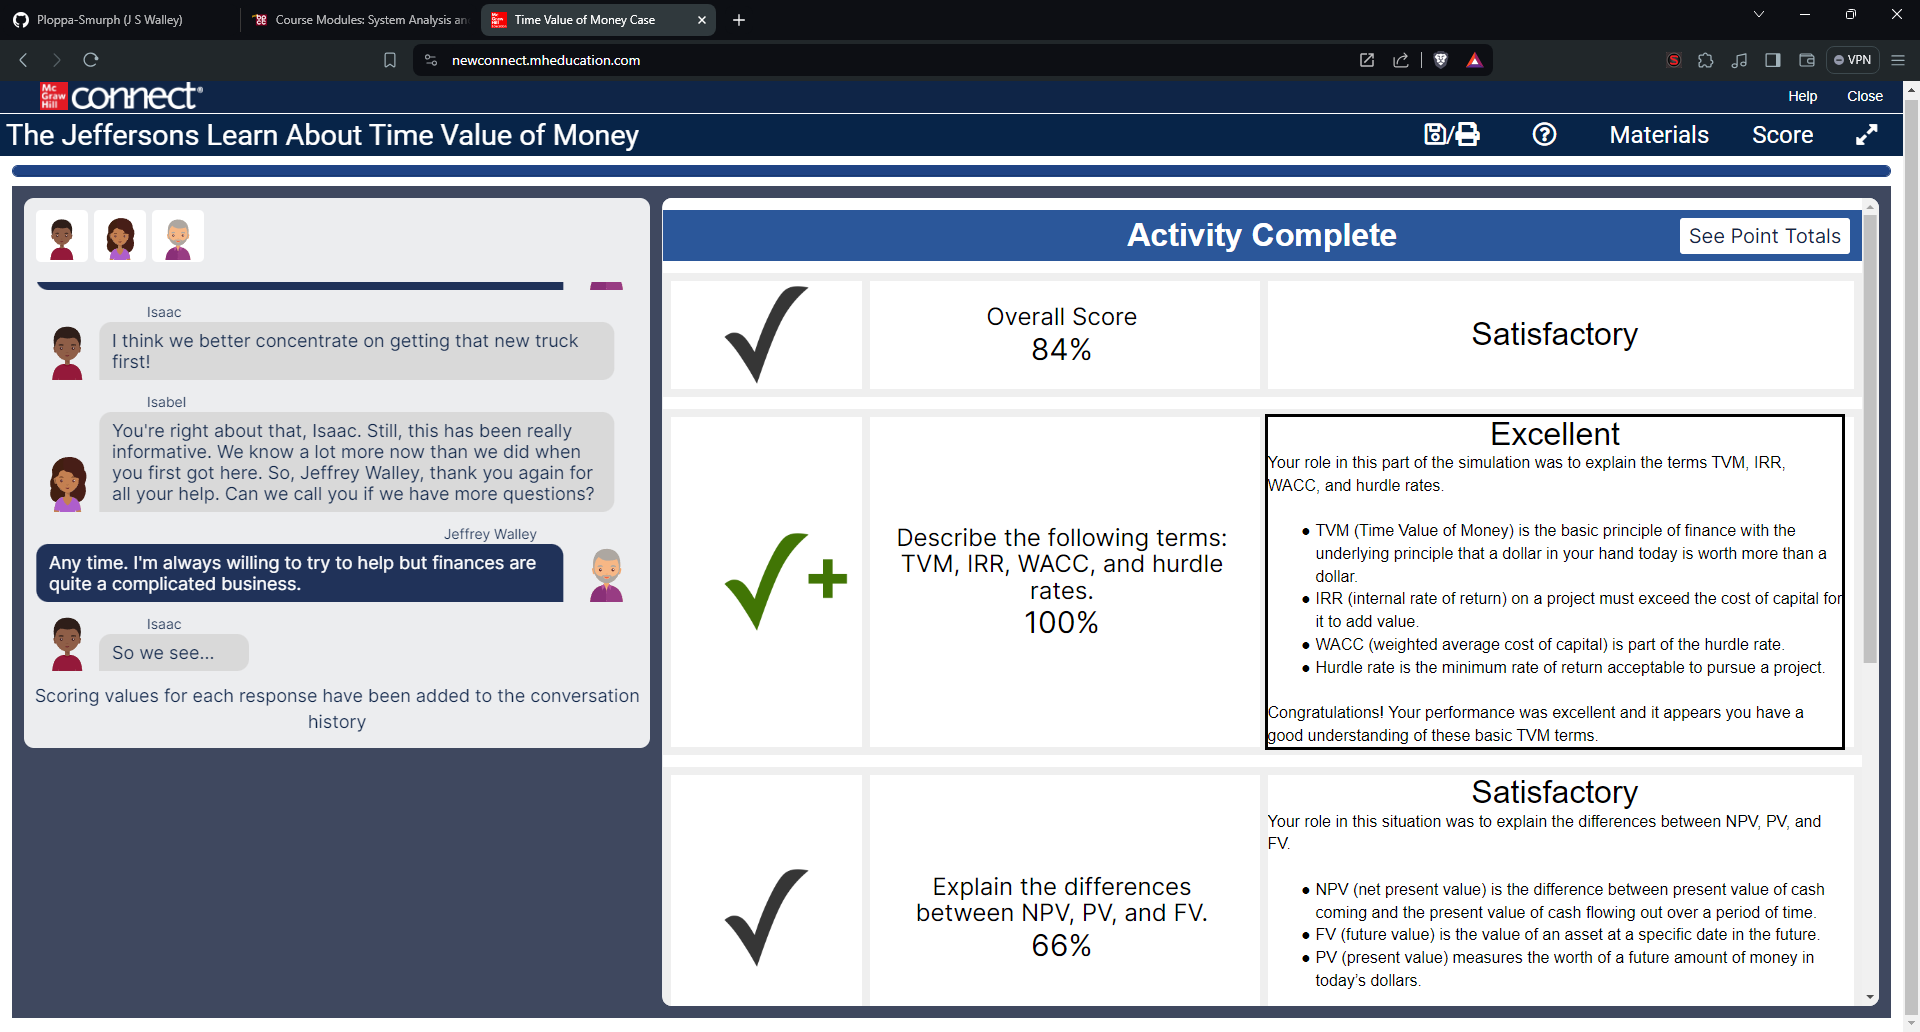 Ploppa-Smurph (J S Walley)
Course Modules: System Analysis an
Time Value of Money Case
newconnect.mheducation.com
VPN
Mc
Graw
Hill
connect
Help
Close
The Jeffersons Learn About Time Value of Money
Materials
Score
Isaac
I think we better concentrate on getting that new truck
first!
Isabel
You're right about that, Isaac. Still, this has been really
informative. We know a lot more now than we did when
you first got here. So, Jeffrey Walley, thank you again for
all your help. Can we call you if we have more questions?
Jeffrey Walley
Any time. I'm always willing to try to help but finances are
quite a complicated business.
Isaac
So we see...
Scoring values for each response have been added to the conversation
history
Activity Complete
See Point Totals
Overall Score
84%
Satisfactory
Describe the following terms:
TVM, IRR, WACC, and hurdle
rates.
100%
Excellent
Your role in this part of the simulation was to explain the terms TVM, IRR,
WACC, and hurdle rates.
• TVM (Time Value of Money) is the basic principle of finance with the
underlying principle that a dollar in your hand today is worth more than a
dollar.
• IRR (internal rate of return) on a project must exceed the cost of capital for
it to add value.
• WACC (weighted average cost of capital) is part of the hurdle rate.
• Hurdle rate is the minimum rate of return acceptable to pursue a project.
Congratulations! Your performance was excellent and it appears you have a
good understanding of these basic TVM terms.
Explain the differences
between NPV, PV, and FV.
66%
Satisfactory
Your role in this situation was to explain the differences between NPV, PV, and
FV.
• NPV (net present value) is the difference between present value of cash
coming and the present value of cash flowing out over a period of time.
• FV (future value) is the value of an asset at a specific date in the future.
• PV (present value) measures the worth of a future amount of money in
today's dollars.